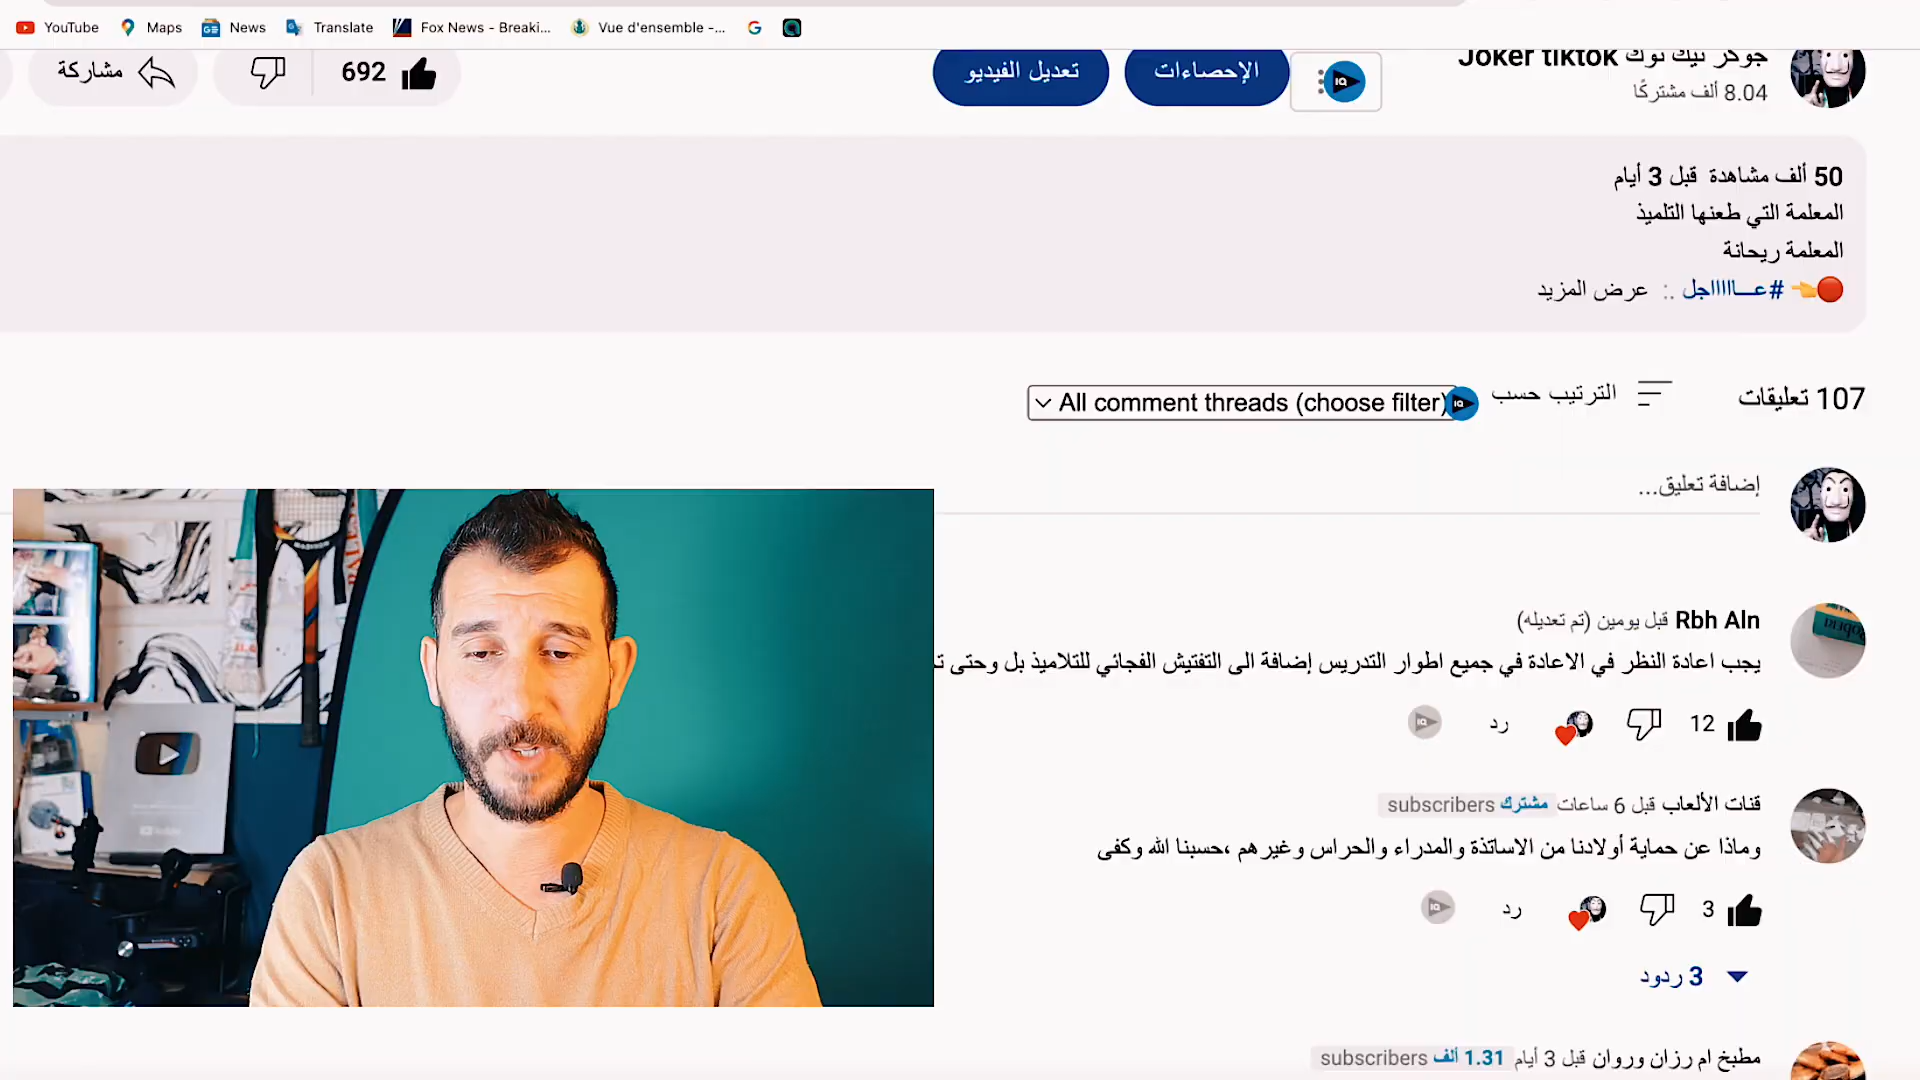 YouTube Maps News Translate Fox News - Breaki... Vue d'ensemble -...
جوكر تيك توك Joker tiktok
8.04 ألف مشتركًا
الإحصاءات
تعديل الفيديو
692
مشاركة
50 ألف مشاهدة قبل 3 أيام
المعلمة التي طعنها التلميذ
المعلمة ريحانة
#عـــااااااجل .: عرض المزيد
107 تعليقات
الترتيب حسب
All comment threads (choose filter)
إضافة تعليق...
Rbh Aln قبل يومين (تم تعديله)
يجب اعادة النظر في الاعادة في جميع اطوار التدريس إضافة الى التفتيش الفجائي للتلاميذ بل وحتى
12
رد
قنات الألعاب قبل 6 ساعات مشترك subscribers
وماذا عن حماية أولادنا من الاساتذة والمدراء والحراس وغيرهم ،حسبنا الله وكفى
3
رد
3 ردود
مطبخ ام رزان وروان قبل 3 أيام 1.31 ألف subscribers